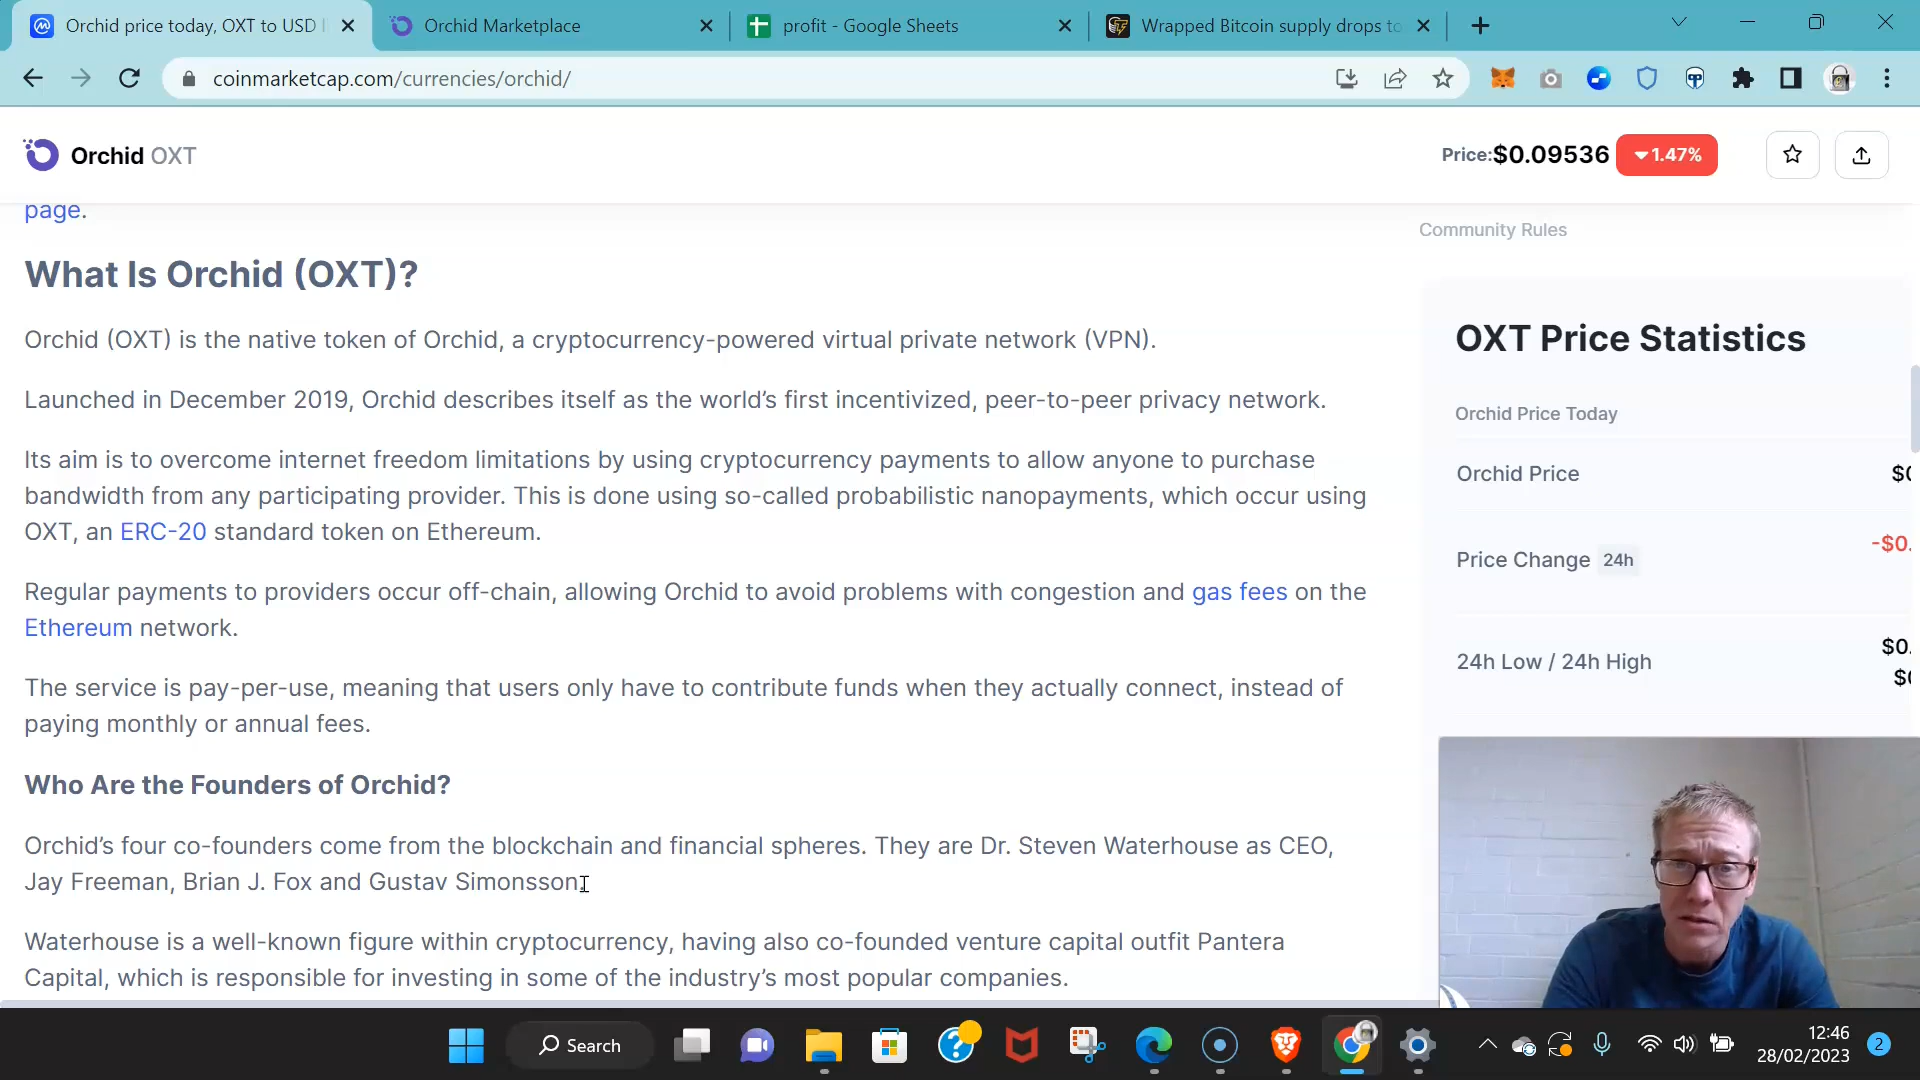 Orchid price today, OXT to USD l
Orchid Marketplace
profit - Google Sheets
Wrapped Bitcoin supply drops to
coinmarketcap.com/currencies/orchid/
Orchid OXT
Price:$0.09536 1.47%
page.
Community Rules
What Is Orchid (OXT)?
Orchid (OXT) is the native token of Orchid, a cryptocurrency-powered virtual private network (VPN).
Launched in December 2019, Orchid describes itself as the world’s first incentivized, peer-to-peer privacy network.
Its aim is to overcome internet freedom limitations by using cryptocurrency payments to allow anyone to purchase
bandwidth from any participating provider. This is done using so-called probabilistic nanopayments, which occur using
OXT, an ERC-20 standard token on Ethereum.
Regular payments to providers occur off-chain, allowing Orchid to avoid problems with congestion and gas fees on the
Ethereum network.
The service is pay-per-use, meaning that users only have to contribute funds when they actually connect, instead of
paying monthly or annual fees.
Who Are the Founders of Orchid?
Orchid’s four co-founders come from the blockchain and financial spheres. They are Dr. Steven Waterhouse as CEO,
Jay Freeman, Brian J. Fox and Gustav Simonsson.
Waterhouse is a well-known figure within cryptocurrency, having also co-founded venture capital outfit Pantera
Capital, which is responsible for investing in some of the industry’s most popular companies.
OXT Price Statistics
Orchid Price Today
Orchid Price
Price Change 24h
-$0.
24h Low / 24h High
$0.
Search
12:46
28/02/2023
2